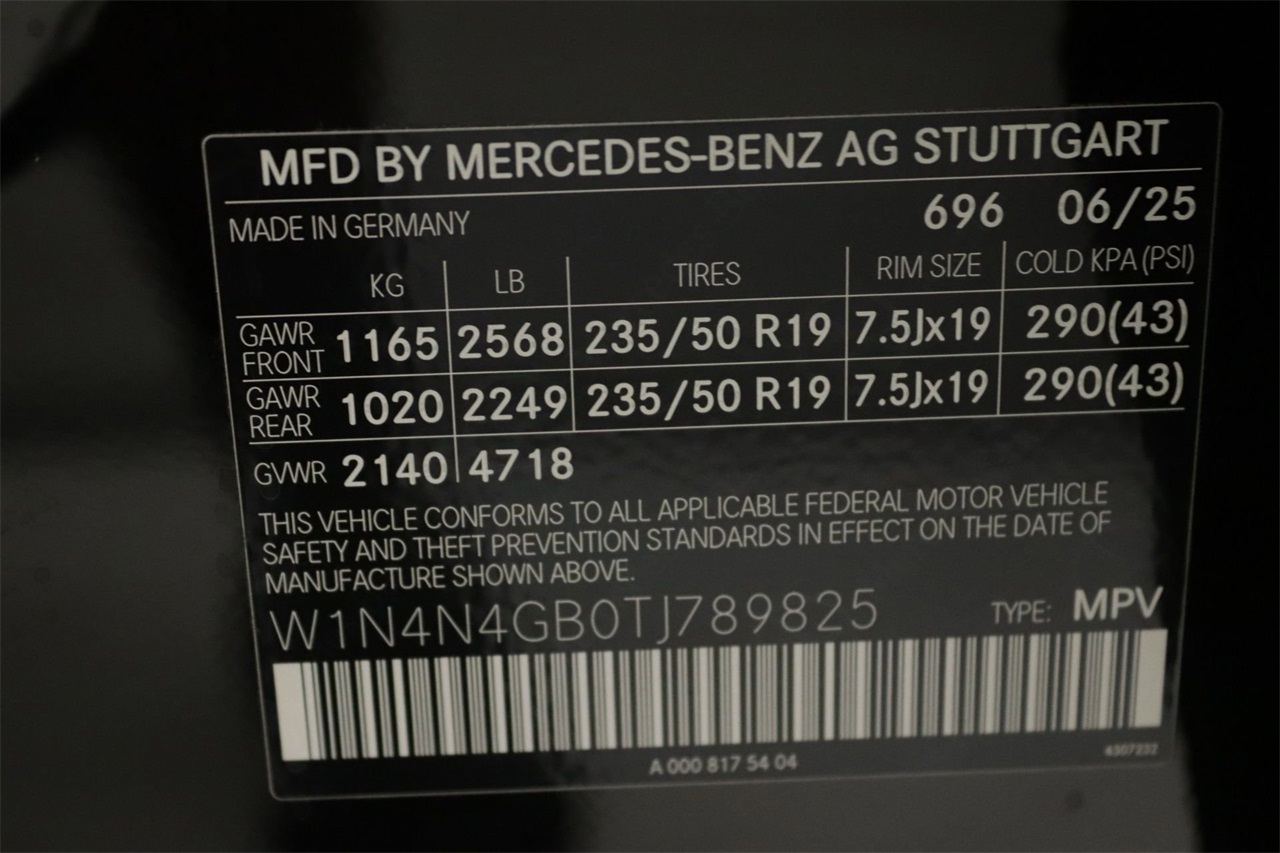 MFD BY MERCEDES-BENZ AG STUTTGART
MADE IN GERMANY 696 06/25
KG LB TIRES RIM SIZE COLD KPA (PSI)
GAWR FRONT 1165 2568 235/50 R19 7.5Jx19 290(43)
GAWR REAR 1020 2249 235/50 R19 7.5Jx19 290(43)
GVWR 2140 4718
THIS VEHICLE CONFORMS TO ALL APPLICABLE FEDERAL MOTOR VEHICLE
SAFETY AND THEFT PREVENTION STANDARDS IN EFFECT ON THE DATE OF
MANUFACTURE SHOWN ABOVE.
W1N4N4GB0TJ789825 TYPE: MPV
A 000 817 54 04 4307232